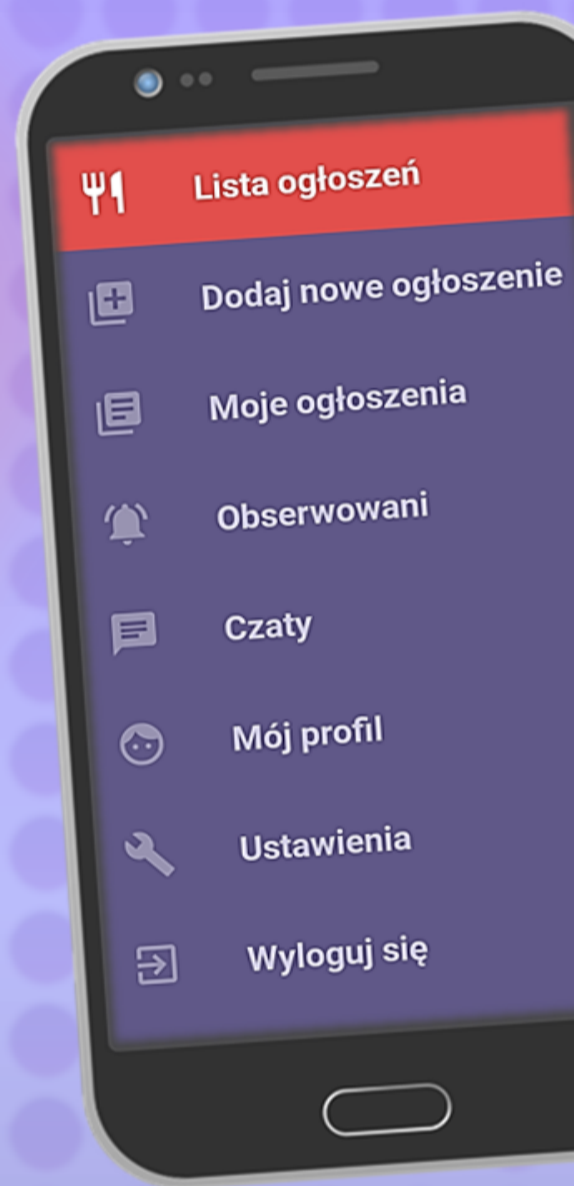 Lista ogłoszeń
Dodaj nowe ogłoszenie
Moje ogłoszenia
Obserwowani
Czaty
Mój profil
Ustawienia
Wyloguj się